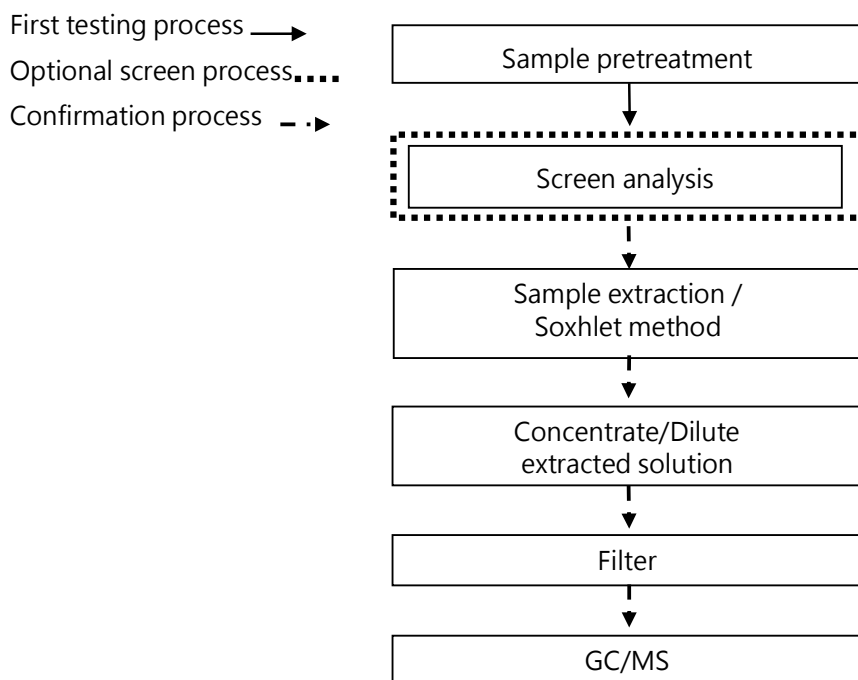 First testing process
Optional screen process
Confirmation process
Sample pretreatment
Screen analysis
Sample extraction /
Soxhlet method
Concentrate/Dilute
extracted solution
Filter
GC/MS